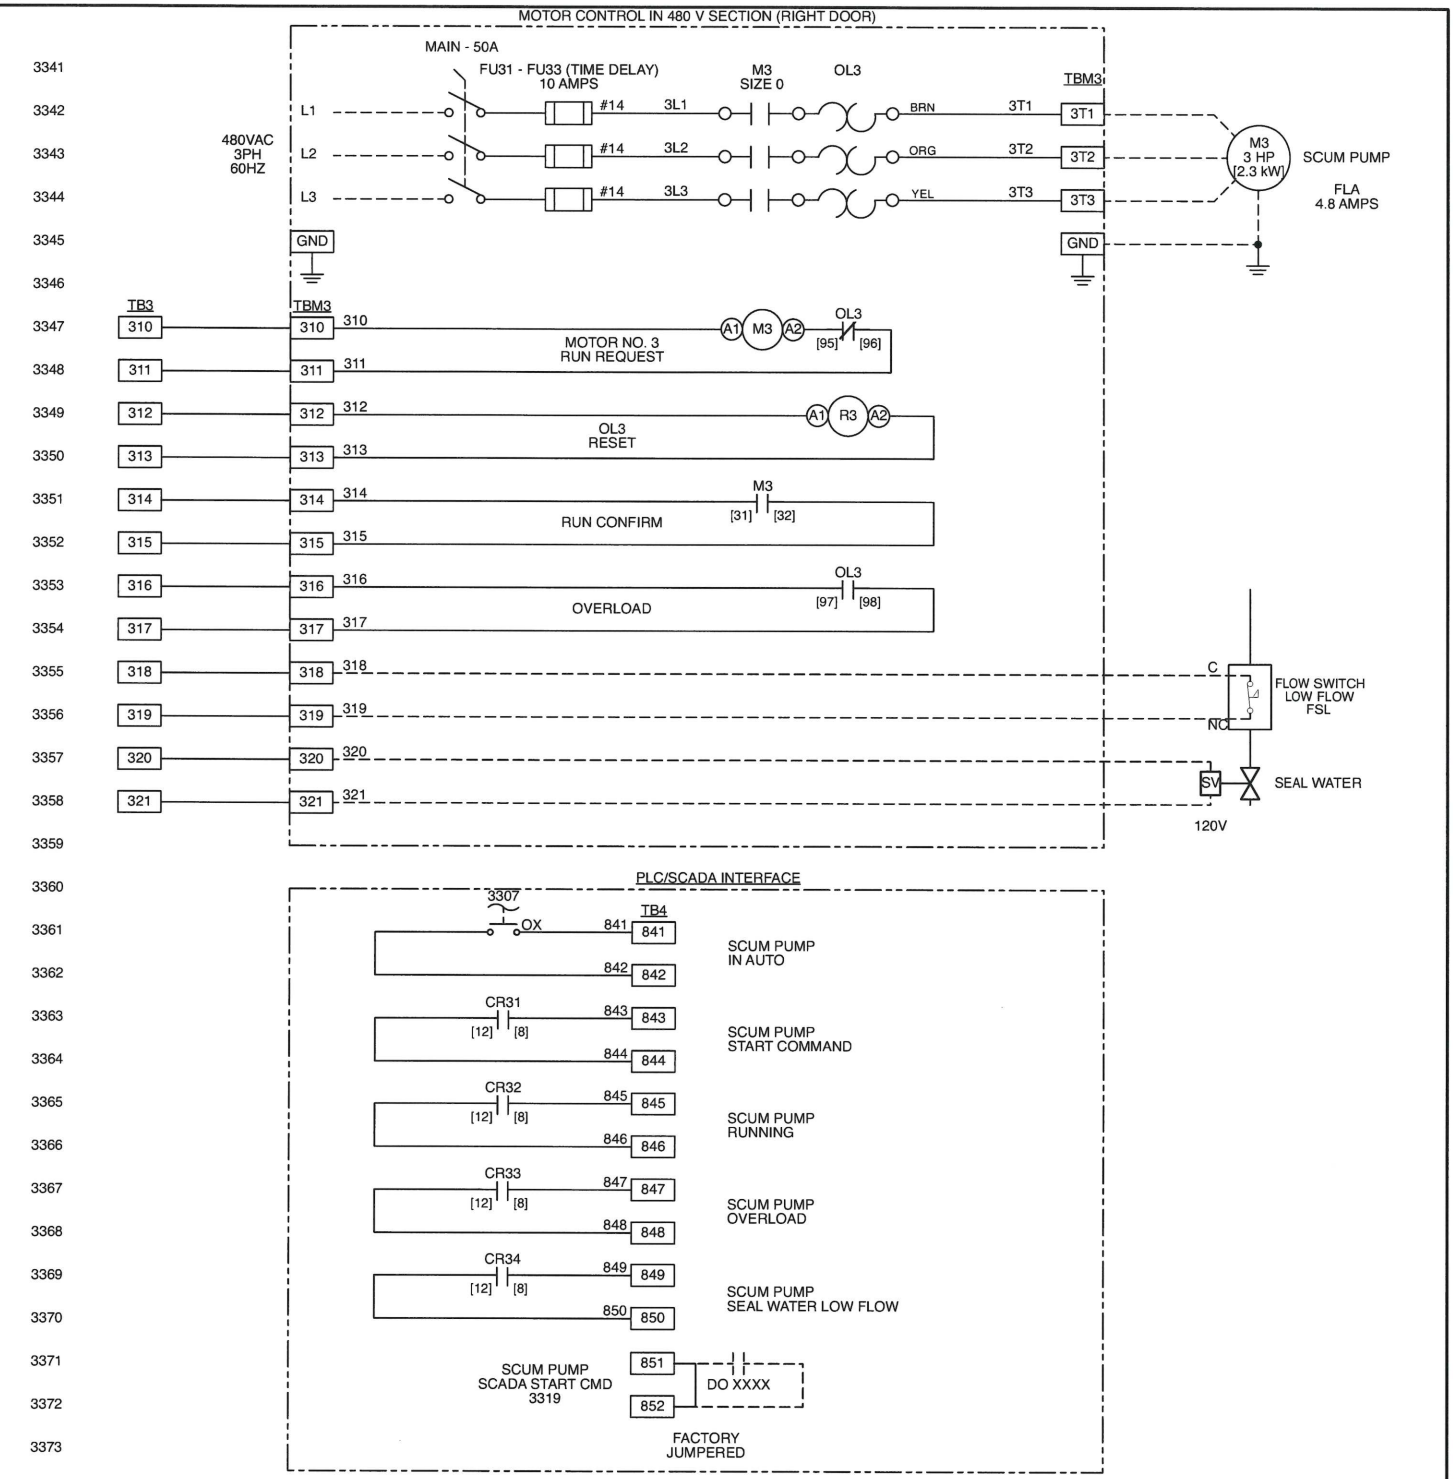 MOTOR CONTROL IN 480 V SECTION (RIGHT DOOR)
MAIN - 50A
3341
FU31 - FU33 (TIME DELAY)
10 AMPS
M3
SIZE 0
OL3
TBM3
3342
L1
#14
3L1
BRN
3T1
3T1
480VAC
3PH
60HZ
3343
L2
#14
3L2
ORG
3T2
3T2
M3
3 HP
[2.3 kW]
SCUM PUMP
FLA
4.8 AMPS
3344
L3
#14
3L3
YEL
3T3
3T3
3345
GND
GND
3346
TB3
TBM3
3347
310
310
310
A1
M3
A2
OL3
[95]
[96]
MOTOR NO. 3
RUN REQUEST
3348
311
311
311
3349
312
312
312
A1
R3
A2
OL3
RESET
3350
313
313
313
3351
314
314
314
M3
[31]
[32]
RUN CONFIRM
3352
315
315
315
3353
316
316
316
OL3
[97]
[98]
OVERLOAD
3354
317
317
317
3355
318
318
318
C
FLOW SWITCH
LOW FLOW
FSL
3356
319
319
319
NC
3357
320
320
320
SV
SEAL WATER
3358
321
321
321
120V
3359
3360
PLC/SCADA INTERFACE
3307
TB4
3361
OX
841
841
SCUM PUMP
IN AUTO
3362
842
842
3363
CR31
[12]
[8]
843
843
SCUM PUMP
START COMMAND
3364
844
844
3365
CR32
[12]
[8]
845
845
SCUM PUMP
RUNNING
3366
846
846
3367
CR33
[12]
[8]
847
847
SCUM PUMP
OVERLOAD
3368
848
848
3369
CR34
[12]
[8]
849
849
SCUM PUMP
SEAL WATER LOW FLOW
3370
850
850
3371
851
SCUM PUMP
SCADA START CMD
3319
DO XXXX
3372
852
3373
FACTORY
JUMPERED